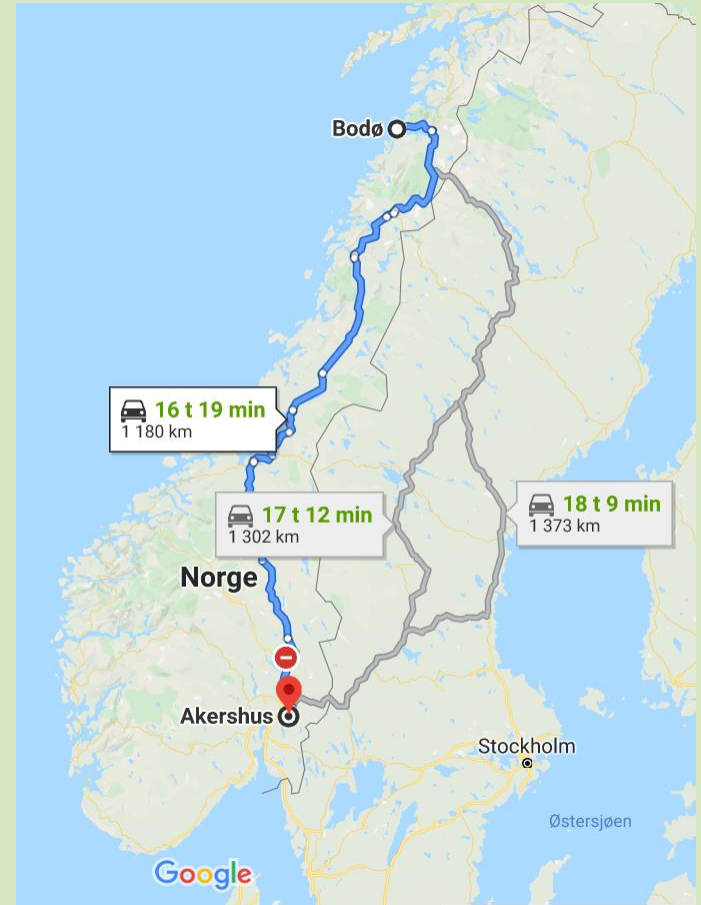 Bodø
16 t 19 min
1 180 km
17 t 12 min
1 302 km
18 t 9 min
1 373 km
Norge
Akershus
Stockholm
Østersjøen
Google